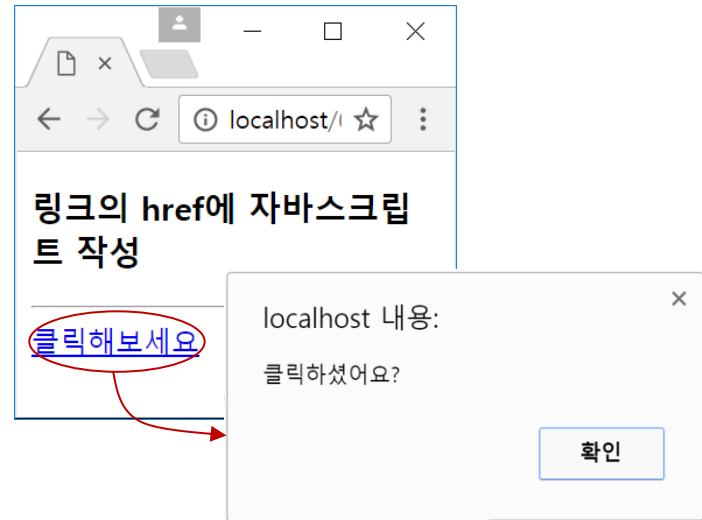 localhost/(
링크의 href에 자바스크립
트 작성
클릭해보세요
localhost 내용:
클릭하셨어요?
확인